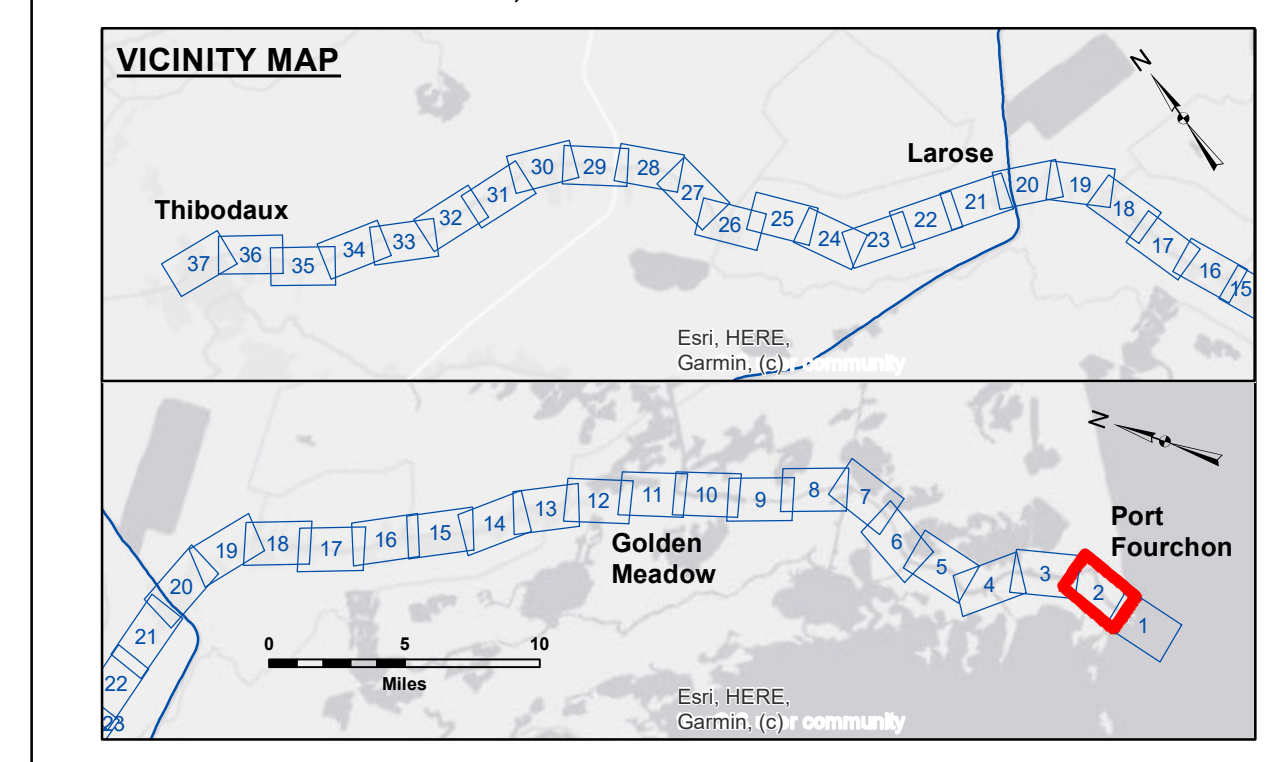 VICINITY MAP
N
Larose
Thibodaux
37 36 35 34 33 32 31 30 29 28 27 26 25 24 23 22 21 20 19 18 17 16 15
Esri, HERE,
Garmin, (c) r community
N
Port
Fourchon
Golden
Meadow
23 22 21 20 19 18 17 16 15 14 13 12 11 10 9 8 7 6 5 4 3 2 1
0 5 10
Miles
Esri, HERE,
Garmin, (c) r community